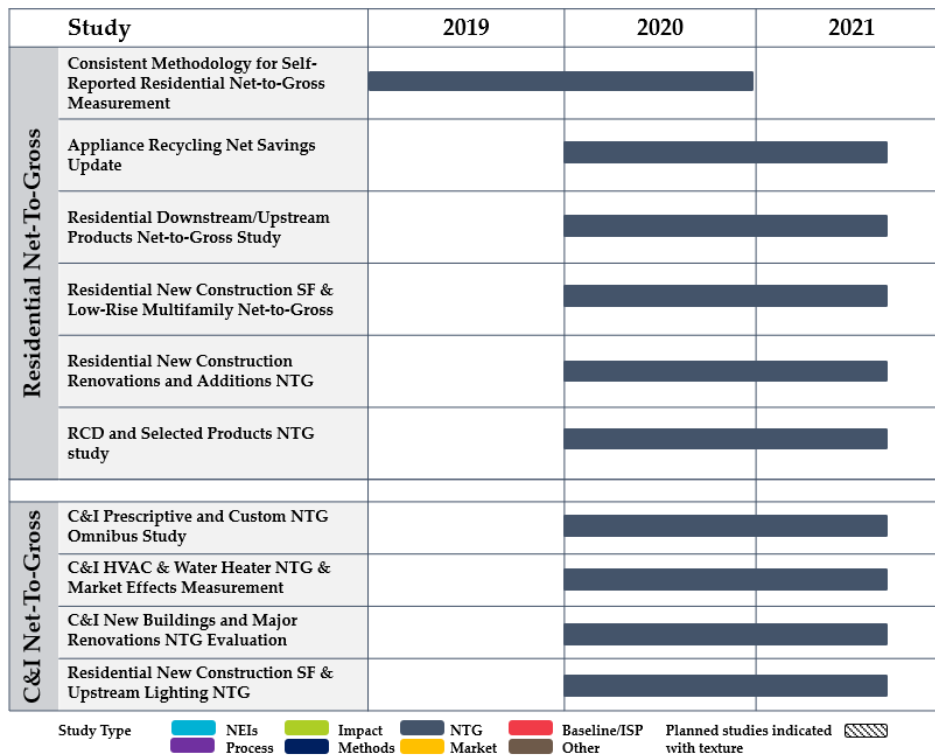 Study 2019 2020 2021
Residential Net-To-Gross
Consistent Methodology for Self-
Reported Residential Net-to-Gross
Measurement
Appliance Recycling Net Savings
Update
Residential Downstream/Upstream
Products Net-to-Gross Study
Residential New Construction SF &
Low-Rise Multifamily Net-to-Gross
Residential New Construction
Renovations and Additions NTG
RCD and Selected Products NTG
study
C&I Net-To-Gross
C&I Prescriptive and Custom NTG
Omnibus Study
C&I HVAC & Water Heater NTG &
Market Effects Measurement
C&I New Buildings and Major
Renovations NTG Evaluation
Residential New Construction SF &
Upstream Lighting NTG
Study Type NEIs Impact NTG Baseline/ISP Planned studies indicated
Process Methods Market Other with texture